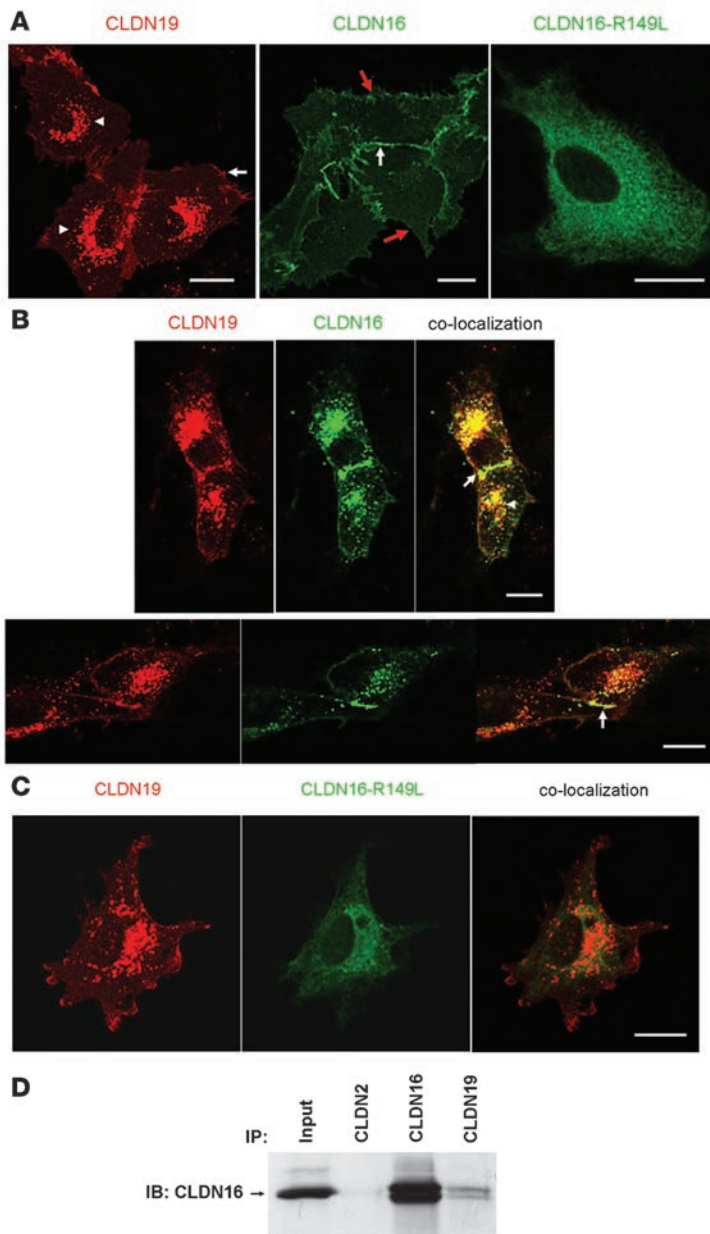 A
CLDN19 CLDN16 CLDN16-R149L
B
CLDN19 CLDN16 co-localization
C
CLDN19 CLDN16-R149L co-localization
D
IP: Input CLDN2 CLDN16 CLDN19
IB: CLDN16